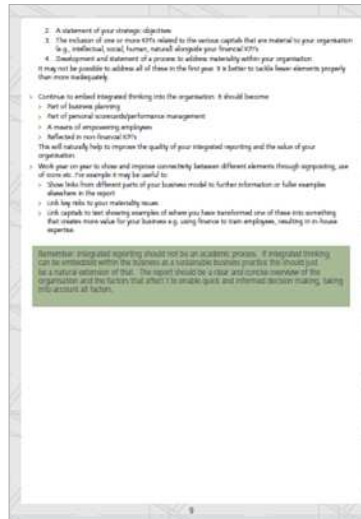 2. A statement of your strategic objectives
3. The inclusion of one or more KPI's related to the various capitals that are material to your organisation
(e.g., intellectual, social, human, natural) alongside your financial KPI's
4. Development and statement of a process to address materiality within your organisation
It may not be possible to address all of these in the first year. It is better to tackle fewer elements properly
than more inadequately.
> Continue to embed integrated thinking into the organisation. It should become
> Part of business planning
> Part of personal scorecards/performance management
> A means of empowering employees
> Reflected in non-financial KPI's
This will naturally help to improve the quality of your integrated reporting and the value of your
organisation.
> Work year on year to show and improve connectivity between different elements through signposting, use
of icons etc. For example it may be useful to:
> Show links from different parts of your business model to further information or fuller examples
elsewhere in the report
> Link key risks to your materiality issues
> Link capitals to text showing examples of where you have transformed one of these into something
that creates more value for your business e.g. using finance to train employees, resulting in in-house
expertise.
Remember: integrated reporting should not be an academic process. If integrated thinking
can be embedded within the business as a sustainable business practice this should just
be a natural extension of that. The report should be a clear and concise overview of the
organisation and the factors that affect it to enable quick and informed decision making, taking
into account all factors.
9